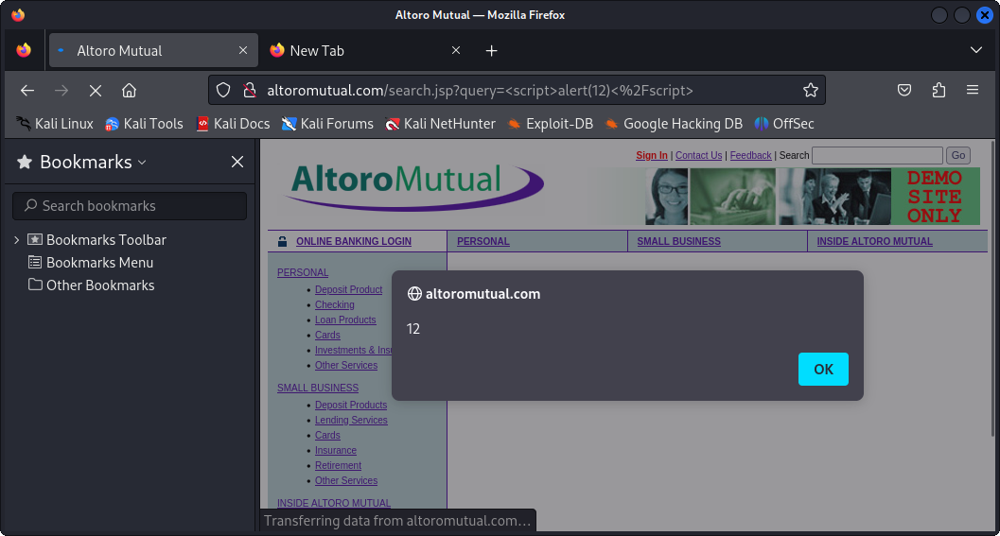 Altoro Mutual — Mozilla Firefox
Altoro Mutual
New Tab
altoromutual.com/search.jsp?query=<script>alert(12)<%2Fscript>
Kali Linux Kali Tools Kali Docs Kali Forums Kali NetHunter Exploit-DB Google Hacking DB OffSec
Bookmarks
Search bookmarks
Bookmarks Toolbar
Bookmarks Menu
Other Bookmarks
Sign In | Contact Us | Feedback | Search Go
AltoroMutual
DEMO
SITE
ONLY
ONLINE BANKING LOGIN PERSONAL SMALL BUSINESS INSIDE ALTORO MUTUAL
PERSONAL
Deposit Product
Checking
Loan Products
Cards
Investments & Insu
Other Services
SMALL BUSINESS
Deposit Products
Lending Services
Cards
Insurance
Retirement
Other Services
INSIDE ALTORO MUTUAL
altoromutual.com
12
OK
Transferring data from altoromutual.com…